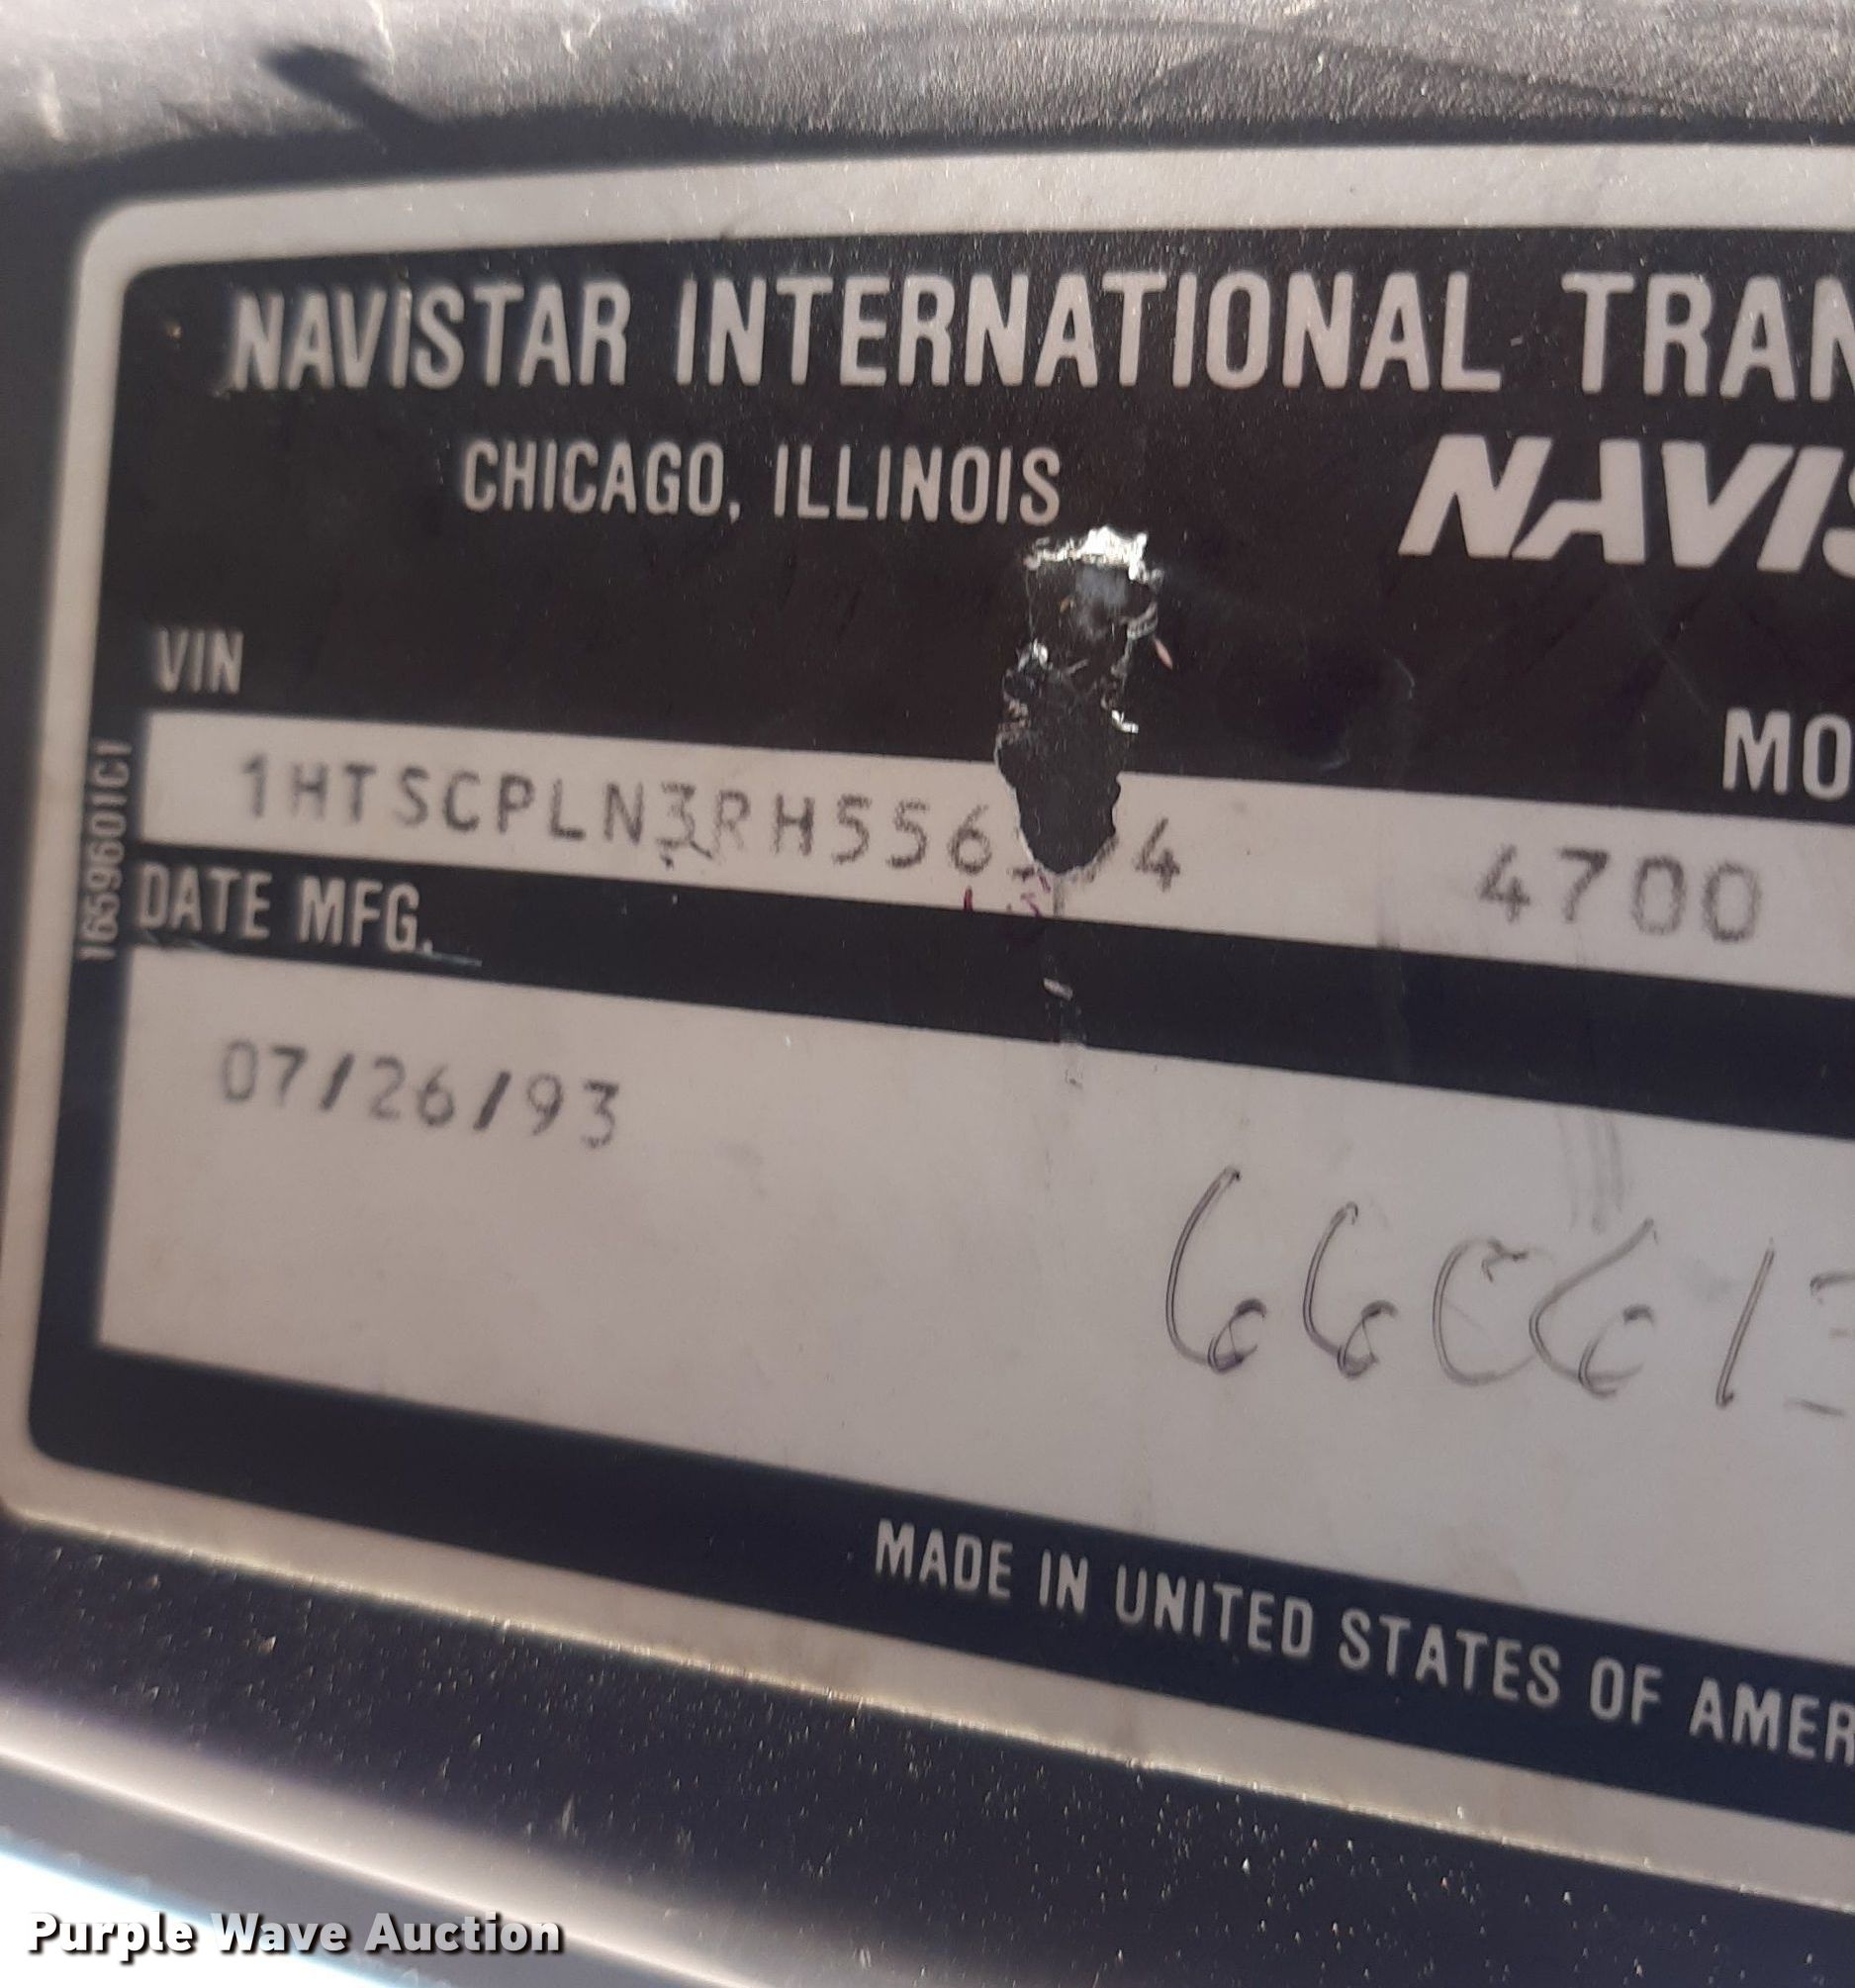 NAVISTAR INTERNATIONAL TRAN
CHICAGO, ILLINOIS
NAVIS
VIN
MO
1HTSCPLN3RH556 4
4700
1659601C1
DATE MFG.
07/26/93
MADE IN UNITED STATES OF AMER
Purple Wave Auction